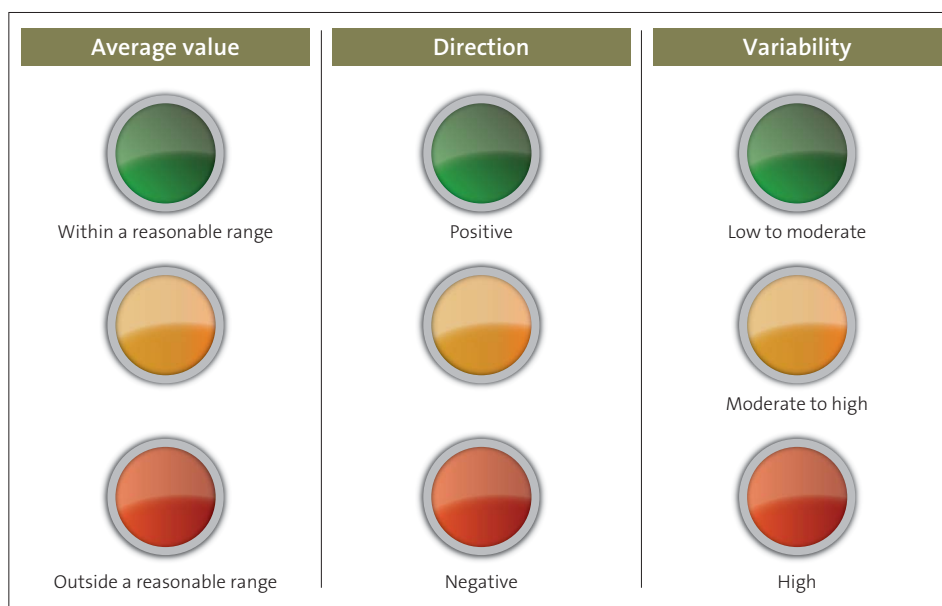 Average value
Direction
Variability
Within a reasonable range
Positive
Low to moderate
Moderate to high
Outside a reasonable range
Negative
High